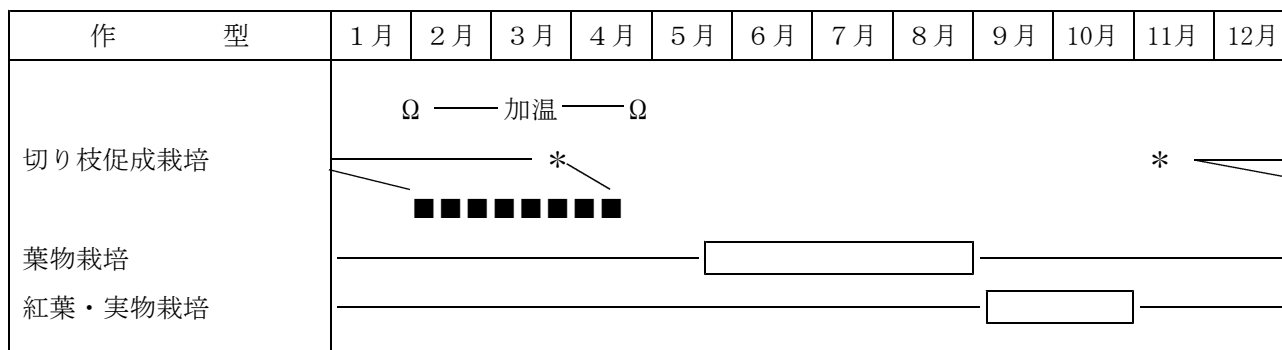 作 型 1月 2月 3月 4月 5月 6月 7月 8月 9月 10月 11月 12月
Ω 加温 Ω
切り枝促成栽培 * *
■■■■■■■■
葉物栽培
紅葉・実物栽培